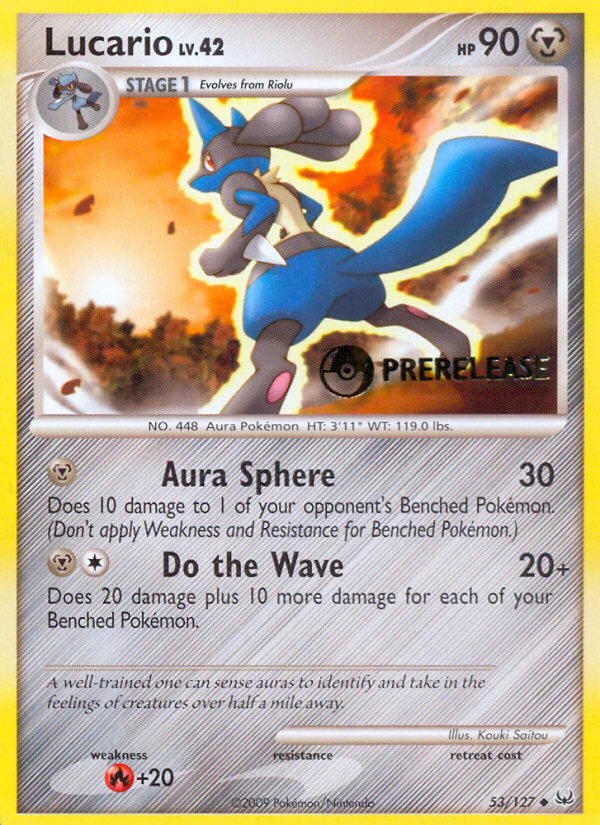 Lucario LV.42
HP 90
STAGE 1 Evolves from Riolu
PRERELEASE
NO. 448 Aura Pokémon HT: 3'11" WT: 119.0 lbs.
Aura Sphere 30
Does 10 damage to 1 of your opponent's Benched Pokémon.
(Don't apply Weakness and Resistance for Benched Pokémon.)
Do the Wave 20+
Does 20 damage plus 10 more damage for each of your
Benched Pokémon.
A well-trained one can sense auras to identify and take in the
feelings of creatures over half a mile away.
Illus. Kouki Saitou
weakness resistance retreat cost
+20
©2009 Pokémon/Nintendo 53/127